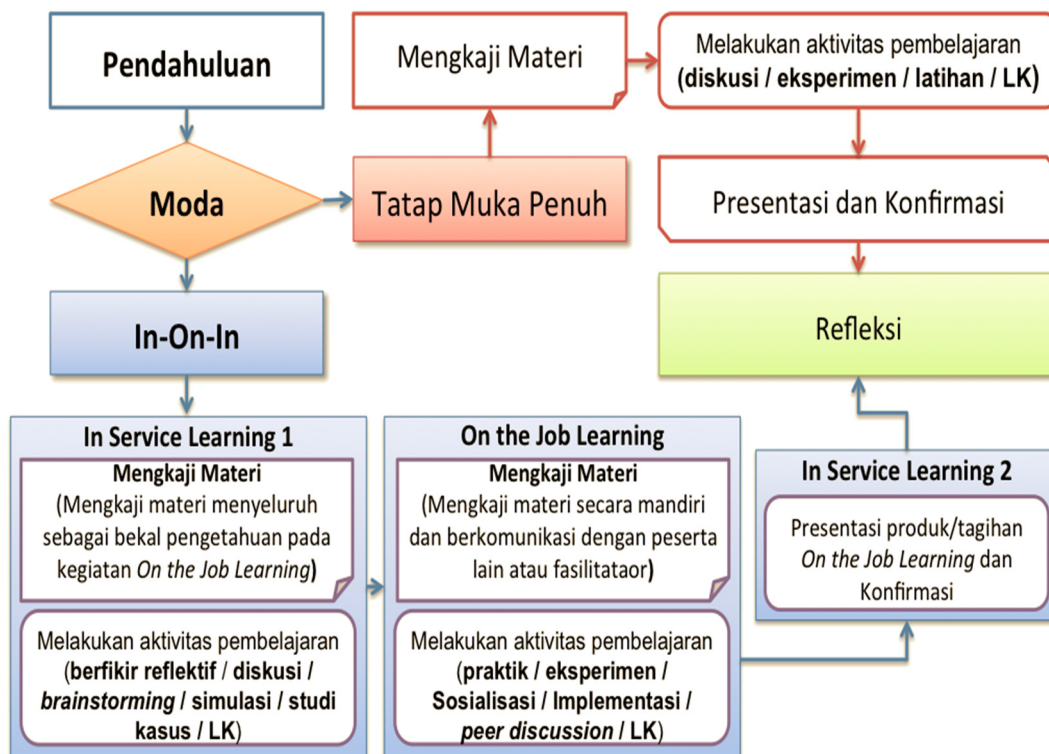 Pendahuluan
Moda
Tatap Muka Penuh
Mengkaji Materi
Melakukan aktivitas pembelajaran
(diskusi / eksperimen / latihan / LK)
Presentasi dan Konfirmasi
Refleksi
In-On-In
In Service Learning 1
Mengkaji Materi
(Mengkaji materi menyeluruh
sebagai bekal pengetahuan pada
kegiatan On the Job Learning)
Melakukan aktivitas pembelajaran
(berfikir reflektif / diskusi /
brainstorming / simulasi / studi
kasus / LK)
On the Job Learning
Mengkaji Materi
(Mengkaji materi secara mandiri
dan berkomunikasi dengan peserta
lain atau fasilitataor)
Melakukan aktivitas pembelajaran
(praktik / eksperimen /
Sosialisasi / Implementasi /
peer discussion / LK)
In Service Learning 2
Presentasi produk/tagihan
On the Job Learning dan
Konfirmasi